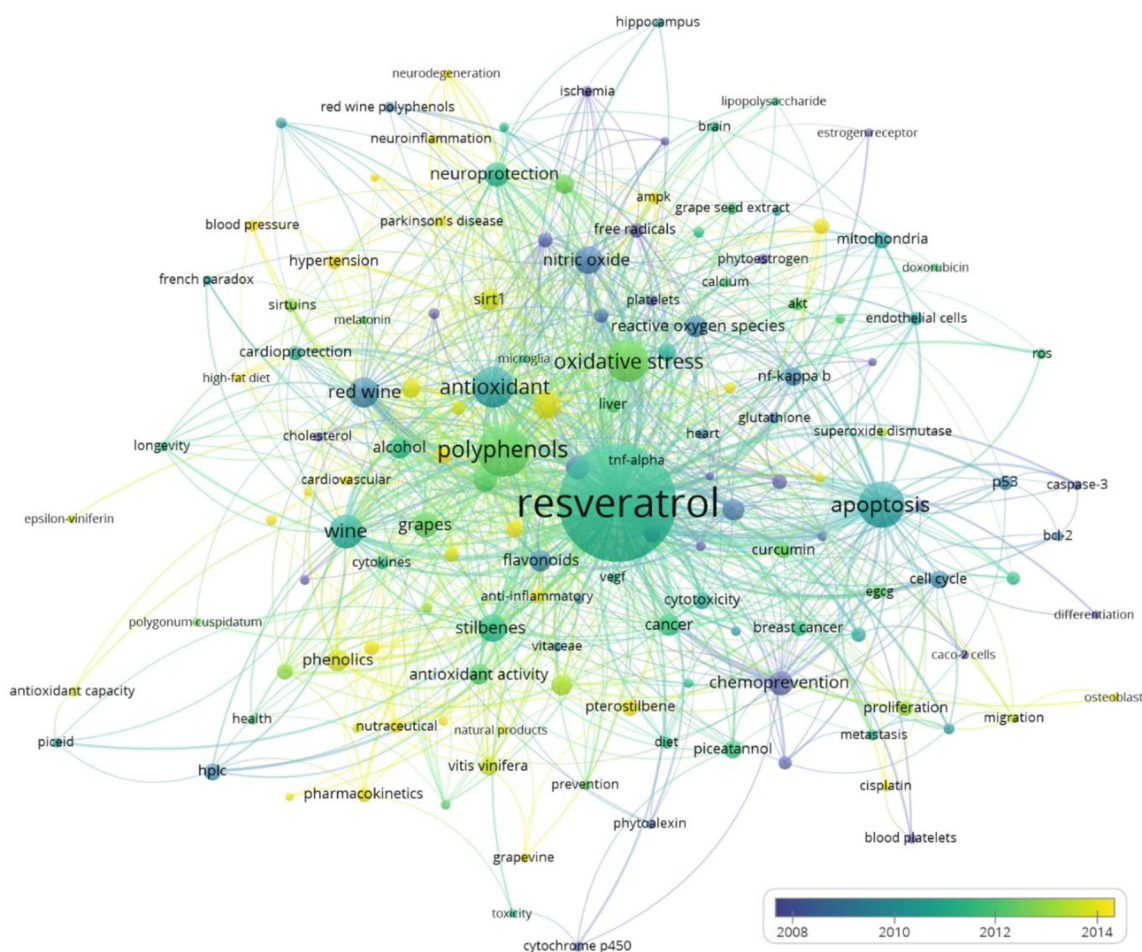 hippocampus
neurodegeneration
ischemia
lipopolysaccharide
red wine polyphenols
brain
estrogen receptor
neuroinflammation
neuroprotection
ampk
grape seed extract
blood pressure
parkinson's disease
free radicals
mitochondria
hypertension
nitric oxide
phytoestrogen
doxorubicin
french paradox
calcium
sirtuins
sirt1
platelets
akt
melatonin
reactive oxygen species
endothelial cells
cardioprotection
microglia
oxidative stress
ros
high-fat diet
red wine
antioxidant
nf-kappa b
liver
glutathione
cholesterol
heart
superoxide dismutase
longevity
alcohol
polyphenols
tnf-alpha
cardiovascular
p53
caspase-3
resveratrol
apoptosis
epsilon-viniferin
wine
grapes
bcl-2
curcumin
cytokines
flavonoids
vegf
cell cycle
egcg
anti-inflammatory
cytotoxicity
differentiation
polygonum cuspidatum
stilbenes
cancer
breast cancer
vitaceae
caco-2 cells
phenolics
antioxidant activity
chemoprevention
antioxidant capacity
osteoblast
pterostilbene
proliferation
health
nutraceutical
natural products
migration
piceid
diet
piceatannol
metastasis
hplc
vitis vinifera
prevention
cisplatin
pharmacokinetics
phytoalexin
blood platelets
grapevine
toxicity
cytochrome p450
2008 2010 2012 2014